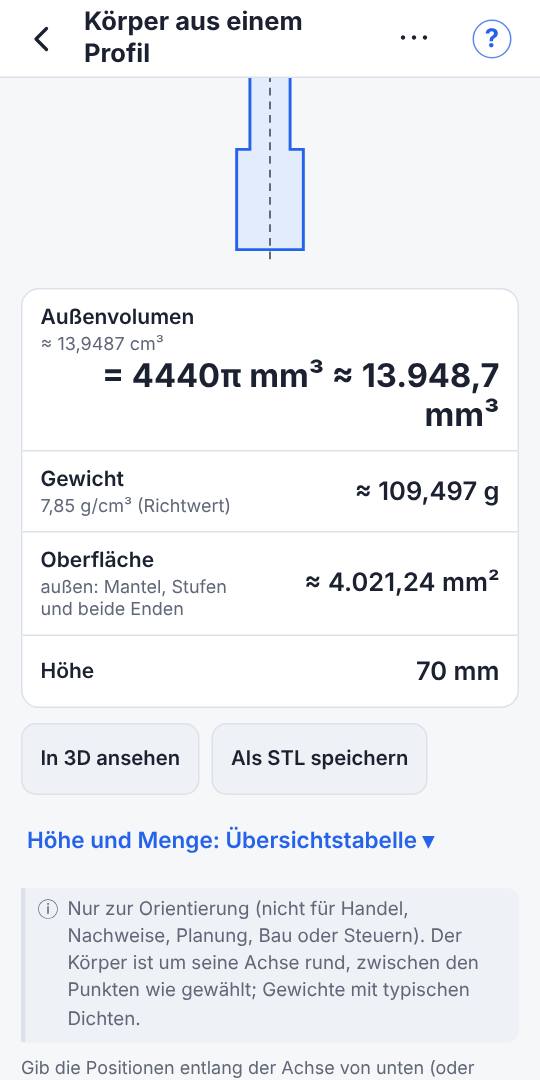 Körper aus einem
Profil
...
?
Außenvolumen
≈ 13,9487 cm³
= 4440π mm³ ≈ 13.948,7
mm³
Gewicht
7,85 g/cm³ (Richtwert)
≈ 109,497 g
Oberfläche
außen: Mantel, Stufen
und beide Enden
≈ 4.021,24 mm²
Höhe
70 mm
In 3D ansehen
Als STL speichern
Höhe und Menge: Übersichtstabelle ▾
Nur zur Orientierung (nicht für Handel,
Nachweise, Planung, Bau oder Steuern). Der
Körper ist um seine Achse rund, zwischen den
Punkten wie gewählt; Gewichte mit typischen
Dichten.
Gib die Positionen entlang der Achse von unten (oder